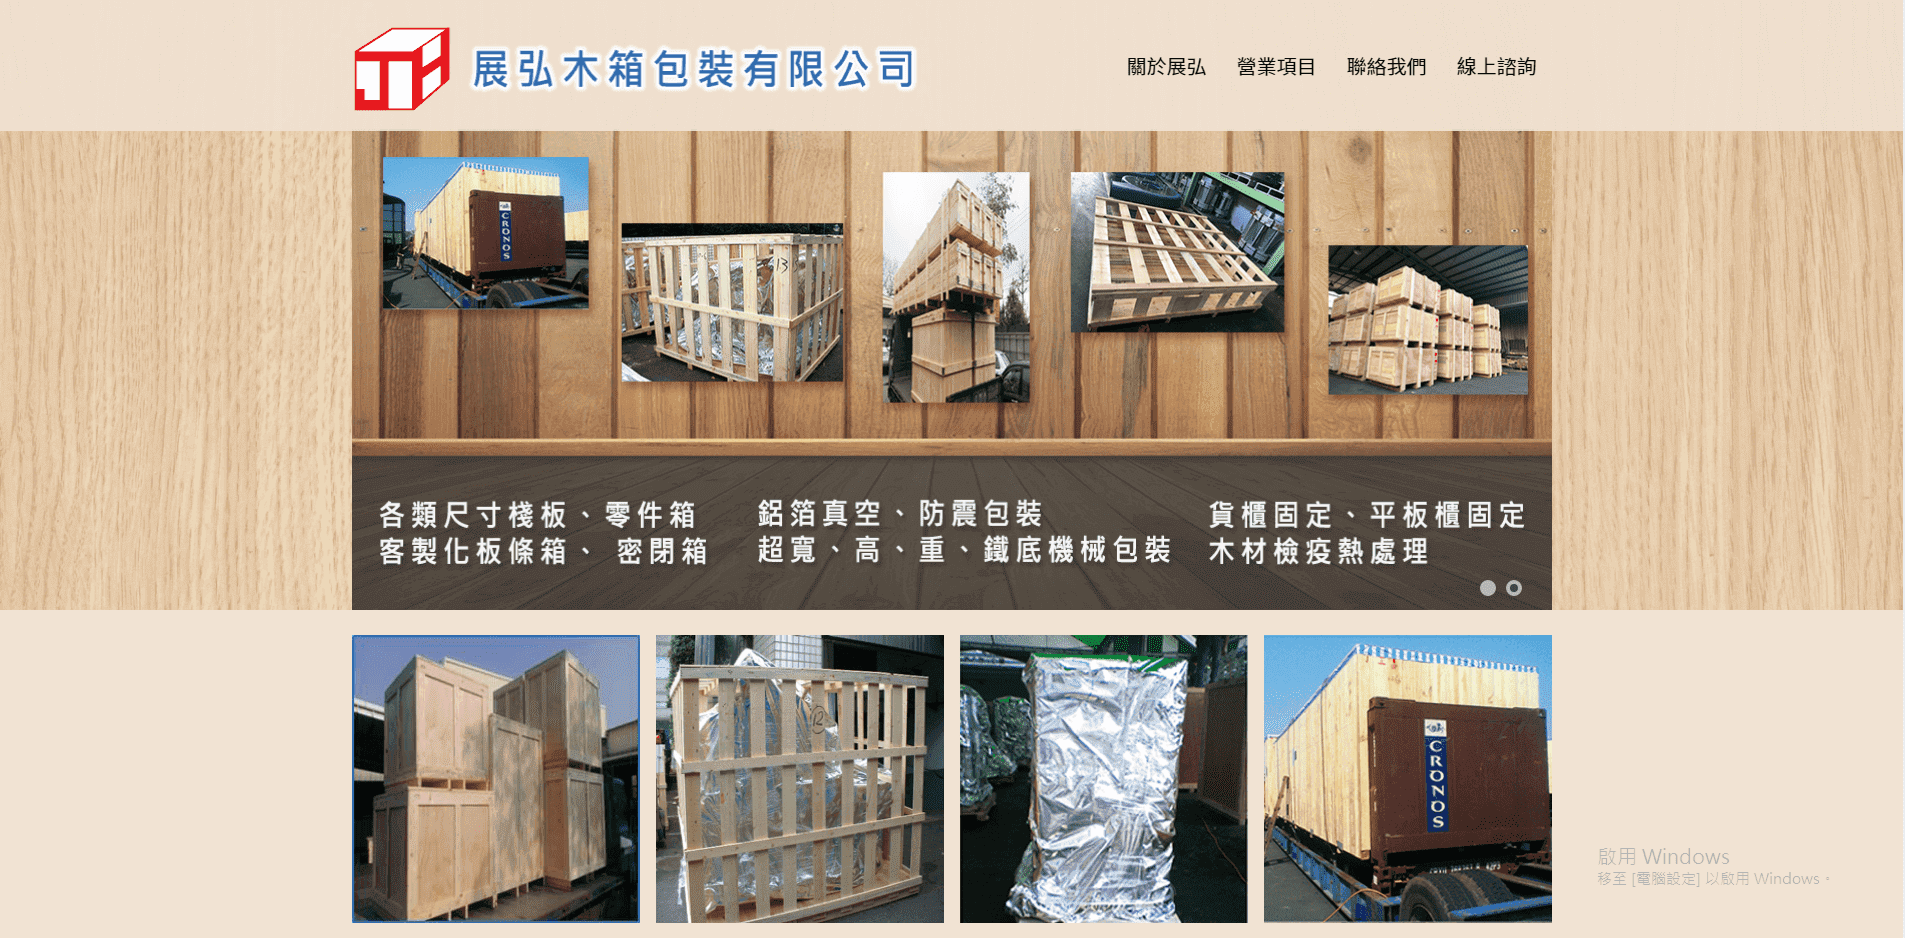 展弘木箱包裝有限公司
關於展弘 營業項目 聯絡我們 線上諮詢
CRONOS
13
各類尺寸棧板、零件箱
客製化板條箱、 密閉箱
鋁箔真空、防震包裝
超寬、高、重、鐵底機械包裝
貨櫃固定、平板櫃固定
木材檢疫熱處理
12
CRONOS
啟用 Windows
移至 [電腦設定] 以啟用 Windows。